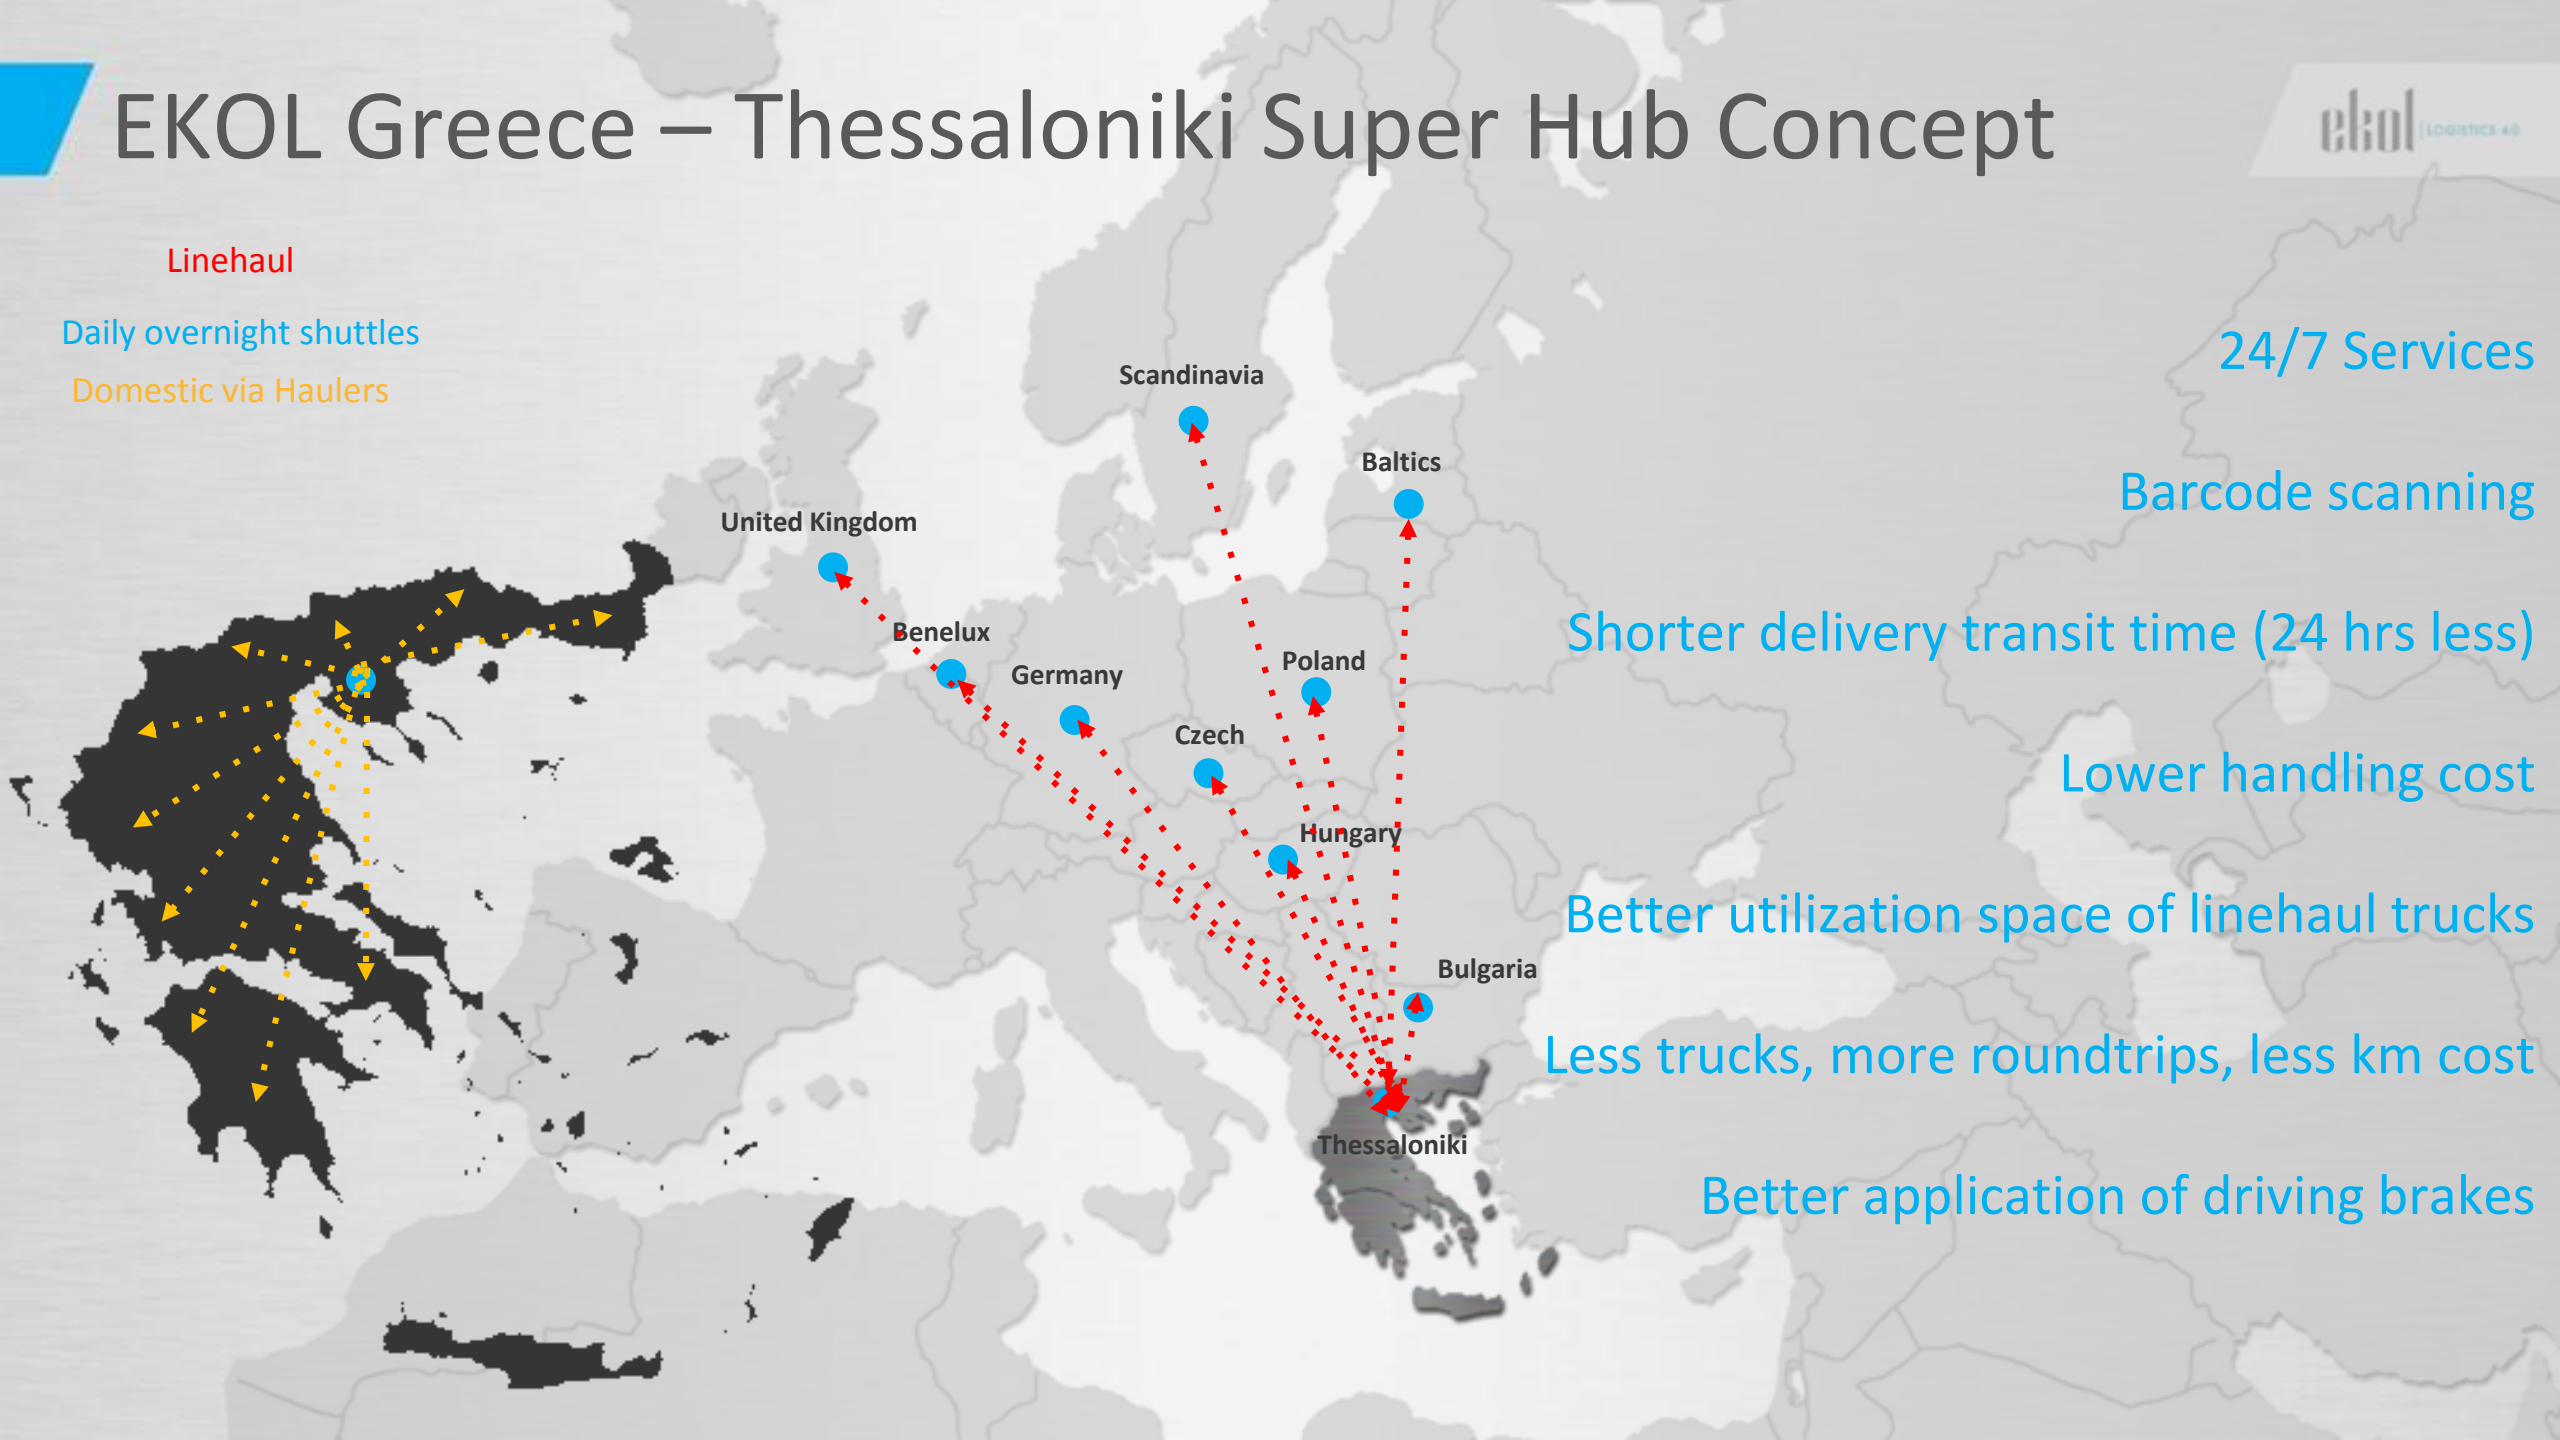 EKOL Greece – Thessaloniki Super Hub Concept
ekol LOGISTICS 4.0
Linehaul
Daily overnight shuttles
Domestic via Haulers
24/7 Services
Barcode scanning
Shorter delivery transit time (24 hrs less)
Lower handling cost
Better utilization space of linehaul trucks
Less trucks, more roundtrips, less km cost
Better application of driving brakes
Scandinavia
Baltics
United Kingdom
Benelux
Germany
Poland
Czech
Hungary
Bulgaria
Thessaloniki